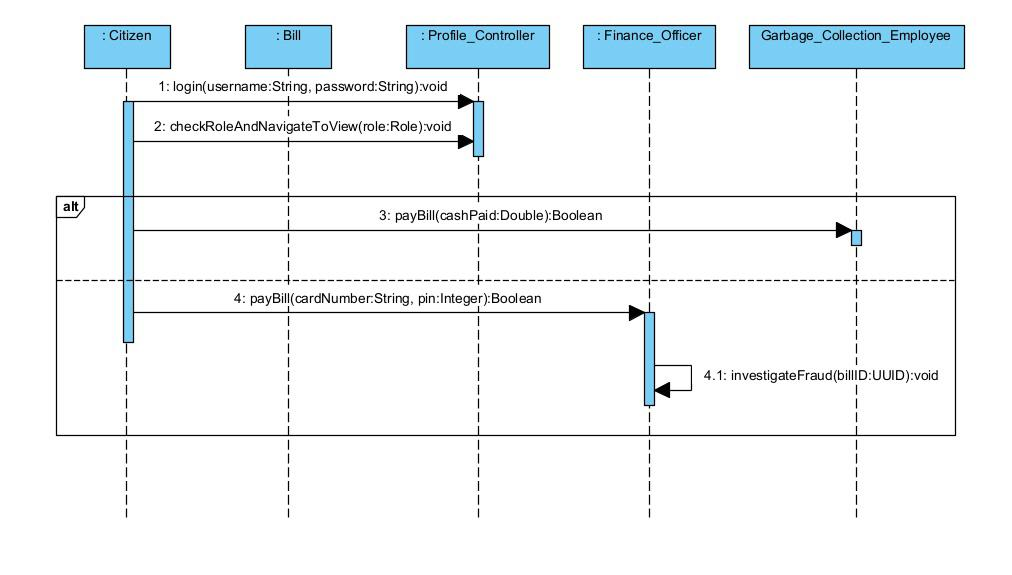 : Citizen
: Bill
: Profile_Controller
: Finance_Officer
Garbage_Collection_Employee
1: login(username:String, password:String):void
2: checkRoleAndNavigateToView(role:Role):void
alt
3: payBill(cashPaid:Double):Boolean
4: payBill(cardNumber:String, pin:Integer):Boolean
4.1: investigateFraud(billID:UUID):void